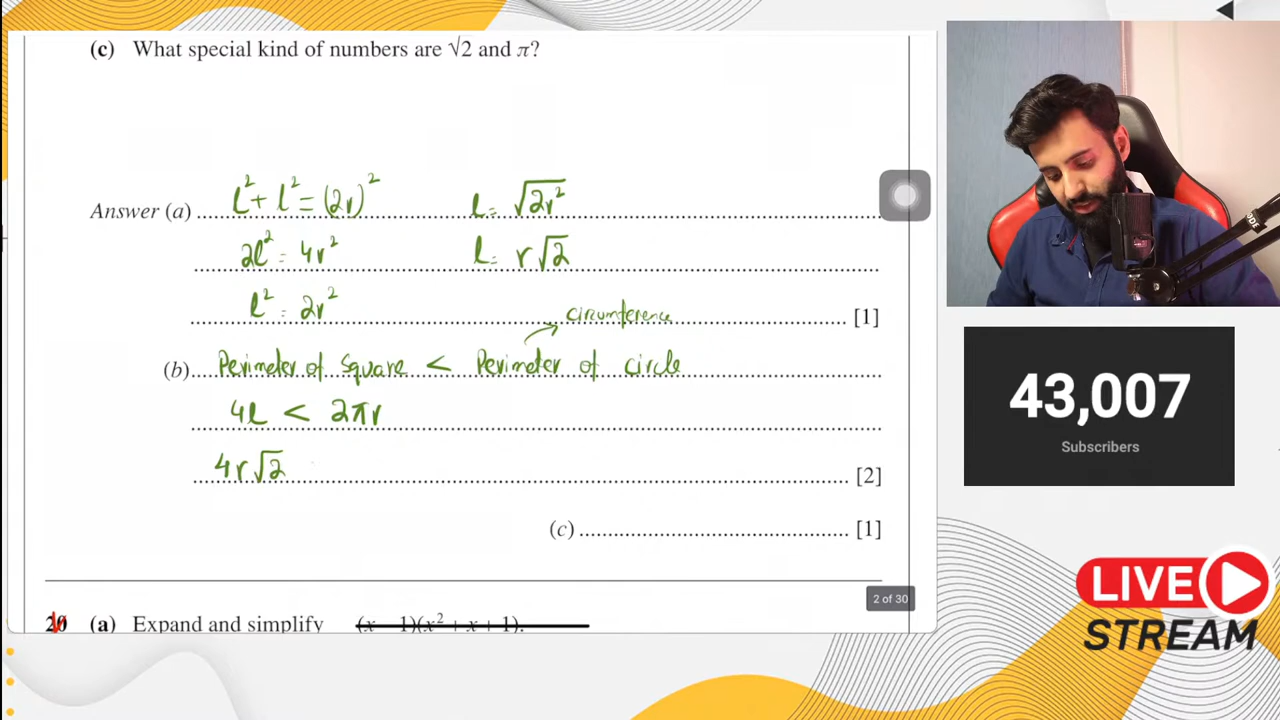 (c) What special kind of numbers are √2 and π?
Answer (a) l² + l² = (2r)² l = √2r²
2l² = 4r² l = r√2
l² = 2r² [1]
circumference
(b) Perimeter of square < Perimeter of circle
4l < 2πr
4r√2 [2]
(c) [1]
20 (a) Expand and simplify (x − 1)(x² + x + 1).
2 of 30
43,007
Subscribers
LIVE
STREAM